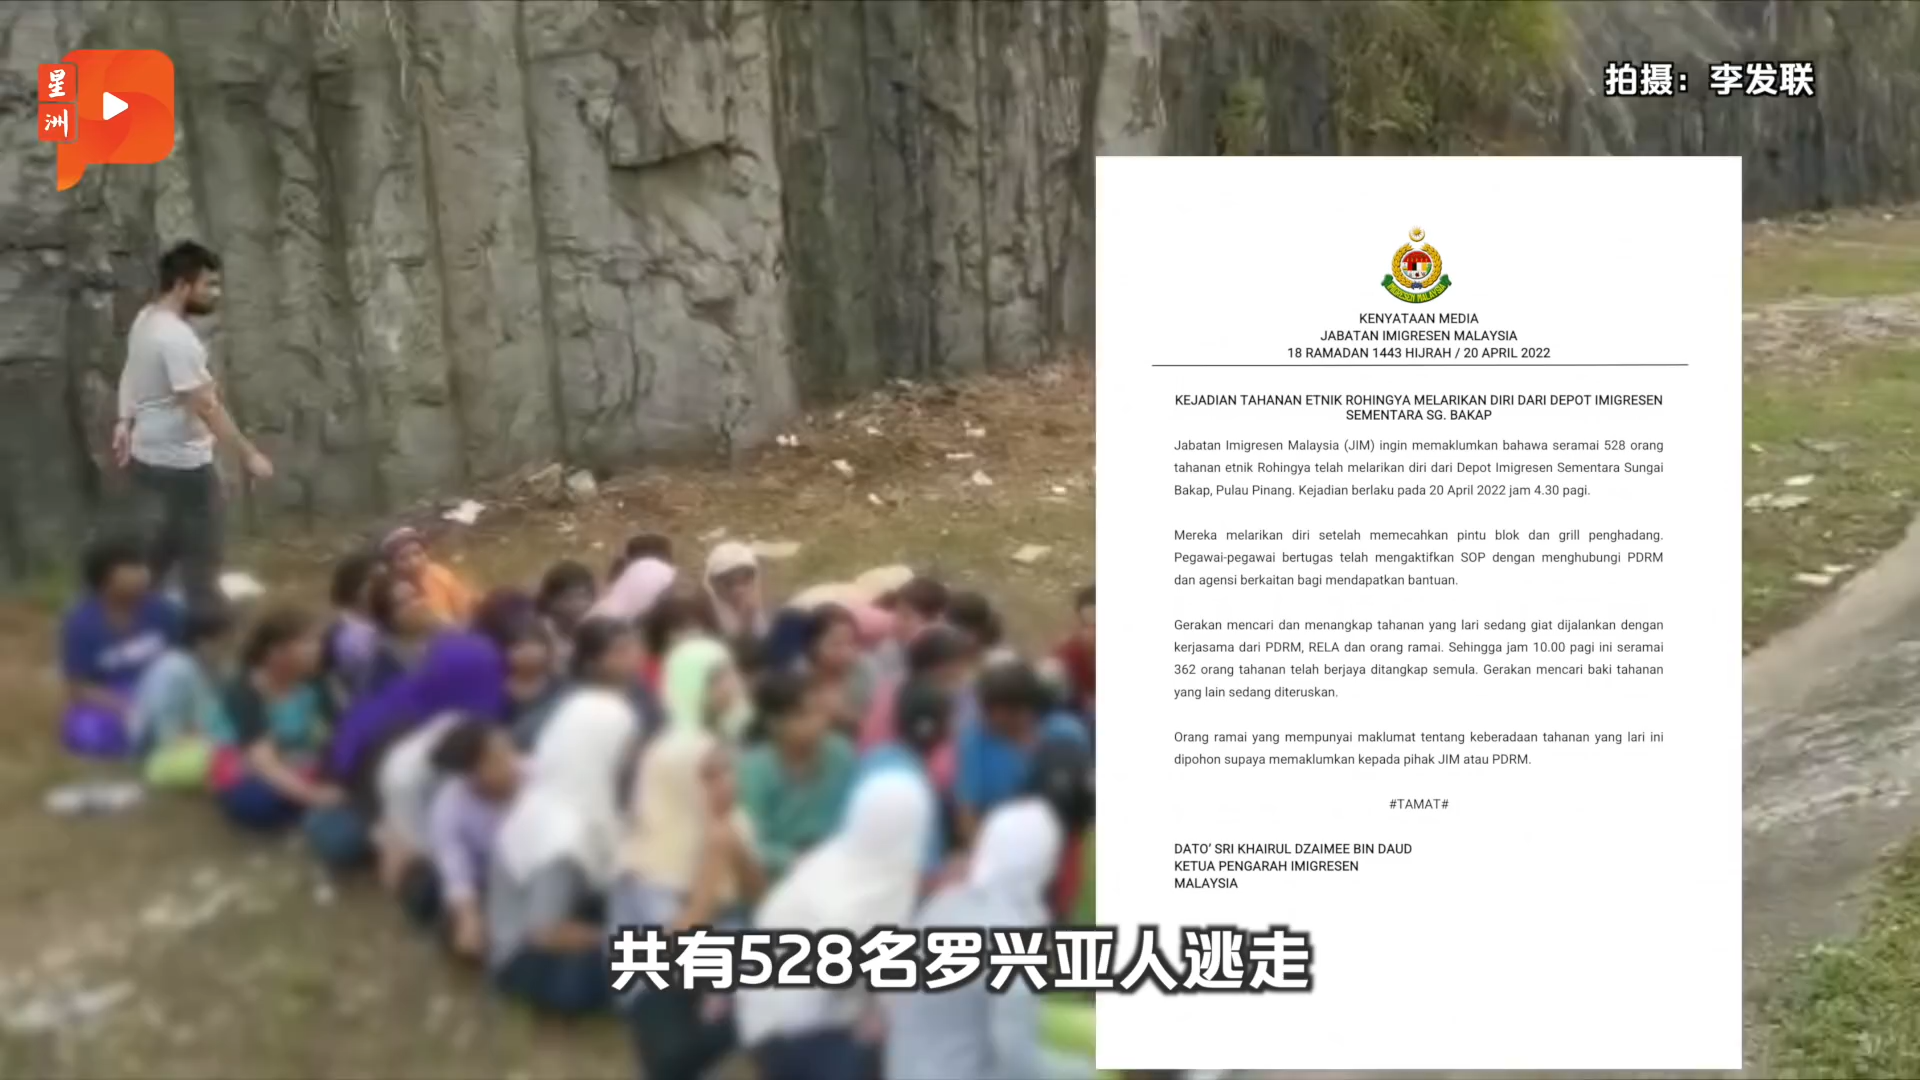 星洲
拍摄：李发联
IMIGRESEN MALAYSIA
KENYATAAN MEDIA
JABATAN IMIGRESEN MALAYSIA
18 RAMADAN 1443 HIJRAH / 20 APRIL 2022
KEJADIAN TAHANAN ETNIK ROHINGYA MELARIKAN DIRI DARI DEPOT IMIGRESEN
SEMENTARA SG. BAKAP
Jabatan Imigresen Malaysia (JIM) ingin memaklumkan bahawa seramai 528 orang
tahanan etnik Rohingya telah melarikan diri dari Depot Imigresen Sementara Sungai
Bakap, Pulau Pinang. Kejadian berlaku pada 20 April 2022 jam 4.30 pagi.
Mereka melarikan diri setelah memecahkan pintu blok dan grill penghadang.
Pegawai-pegawai bertugas telah mengaktifkan SOP dengan menghubungi PDRM
dan agensi berkaitan bagi mendapatkan bantuan.
Gerakan mencari dan menangkap tahanan yang lari sedang giat dijalankan dengan
kerjasama dari PDRM, RELA dan orang ramai. Sehingga jam 10.00 pagi ini seramai
362 orang tahanan telah berjaya ditangkap semula. Gerakan mencari baki tahanan
yang lain sedang diteruskan.
Orang ramai yang mempunyai maklumat tentang keberadaan tahanan yang lari ini
dipohon supaya memaklumkan kepada pihak JIM atau PDRM.
#TAMAT#
DATO' SRI KHAIRUL DZAIMEE BIN DAUD
KETUA PENGARAH IMIGRESEN
MALAYSIA
共有528名罗兴亚人逃走